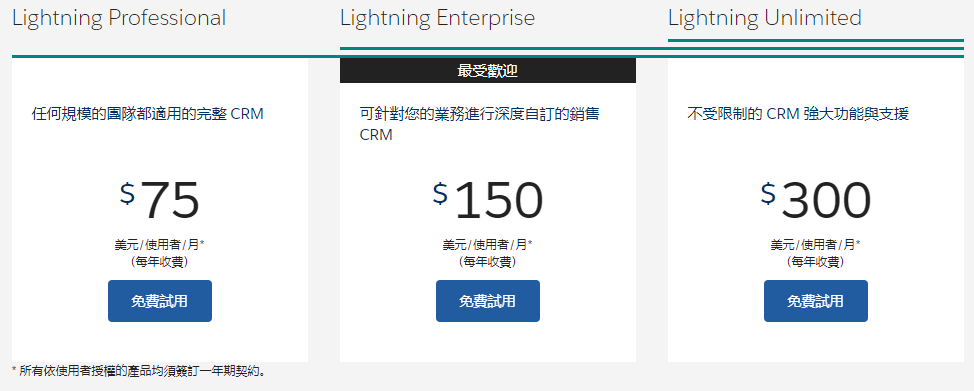 Lightning Professional
任何規模的團隊都適用的完整 CRM
$75
美元/使用者/月*
(每年收費)
免費試用
Lightning Enterprise
最受歡迎
可針對您的業務進行深度自訂的銷售
CRM
$150
美元/使用者/月*
(每年收費)
免費試用
Lightning Unlimited
不受限制的 CRM 強大功能與支援
$300
美元/使用者/月*
(每年收費)
免費試用
* 所有依使用者授權的產品均須簽訂一年期契約。